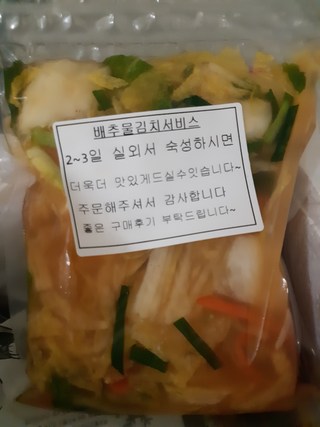 배추물김치서비스
2~3일 실외서 숙성하시면
더욱더 맛있게드실수있습니다~
주문해주셔서 감사합니다
좋은 구매후기 부탁드립니다~